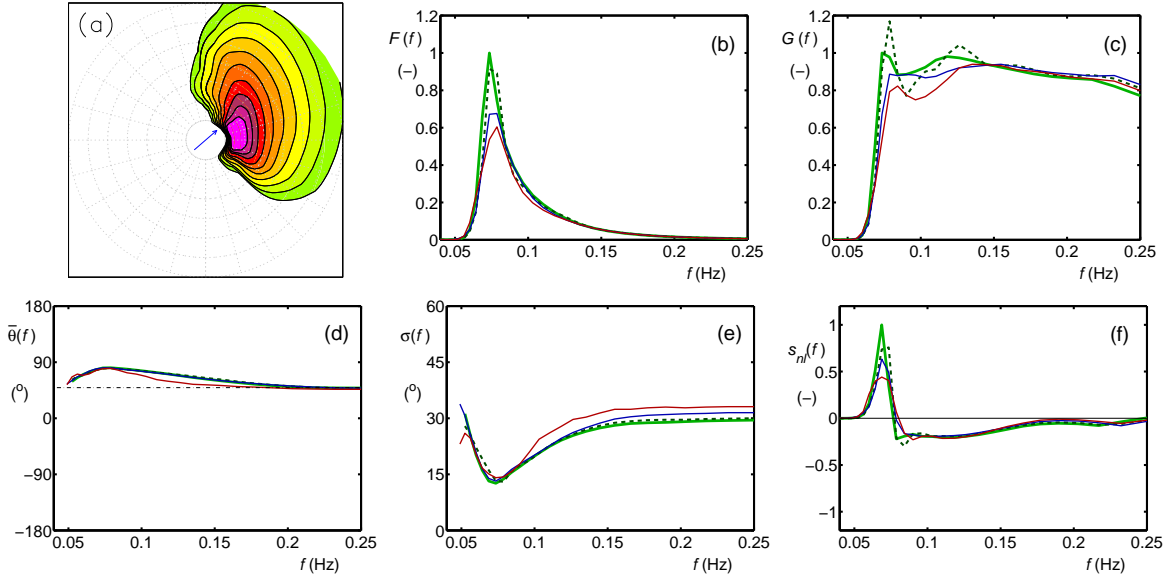 (a)
1.2
1
0.8
0.6
0.4
0.2
0
F(f)
(−)
(b)
0.05 0.1 0.15 0.2 0.25
f (Hz)
1.2
1
0.8
0.6
0.4
0.2
0
G(f)
(−)
(c)
0.05 0.1 0.15 0.2 0.25
f (Hz)
180
90
0
−90
−180
θ̅(f)
(°)
(d)
0.05 0.1 0.15 0.2 0.25
f (Hz)
60
45
30
15
0
σ(f)
(°)
(e)
0.05 0.1 0.15 0.2 0.25
f (Hz)
1
0.5
0
−0.5
−1
s_nl(f)
(−)
(f)
0.05 0.1 0.15 0.2 0.25
f (Hz)